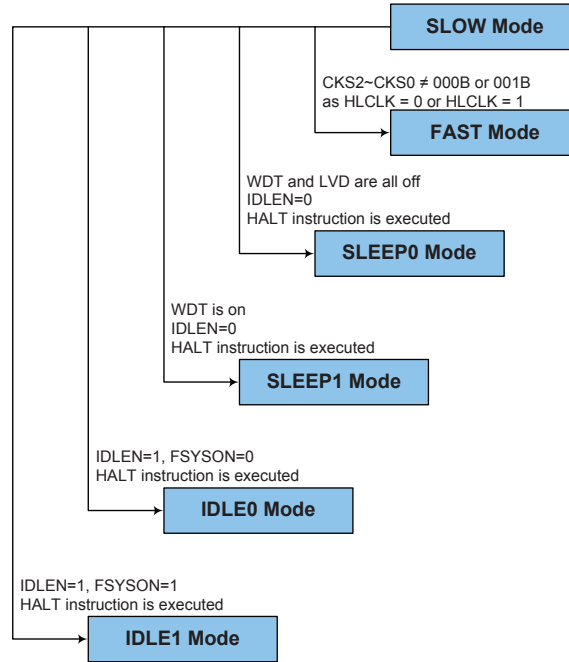 SLOW Mode
CKS2~CKS0 ≠ 000B or 001B
as HLCLK = 0 or HLCLK = 1
FAST Mode
WDT and LVD are all off
IDLEN=0
HALT instruction is executed
SLEEP0 Mode
WDT is on
IDLEN=0
HALT instruction is executed
SLEEP1 Mode
IDLEN=1, FSYSON=0
HALT instruction is executed
IDLE0 Mode
IDLEN=1, FSYSON=1
HALT instruction is executed
IDLE1 Mode